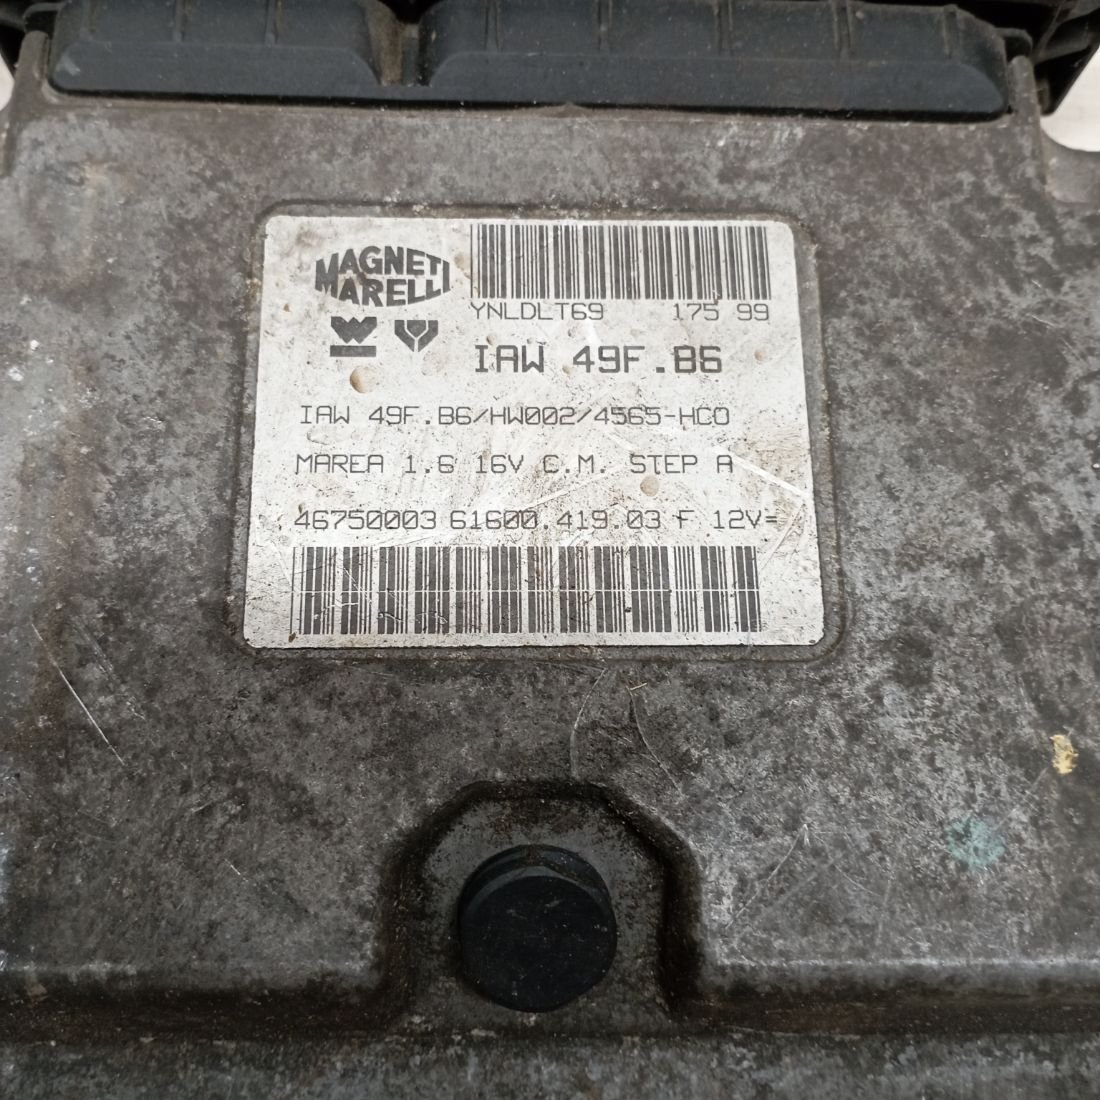 MAGNETI
MARELLI
YNLDLT69 175 99
IAW 49F.B6
IAW 49F.B6/HW002/4565-HCO
MAREA 1.6 16V C.M. STEP A
46750003 61600.419.03 F 12V=